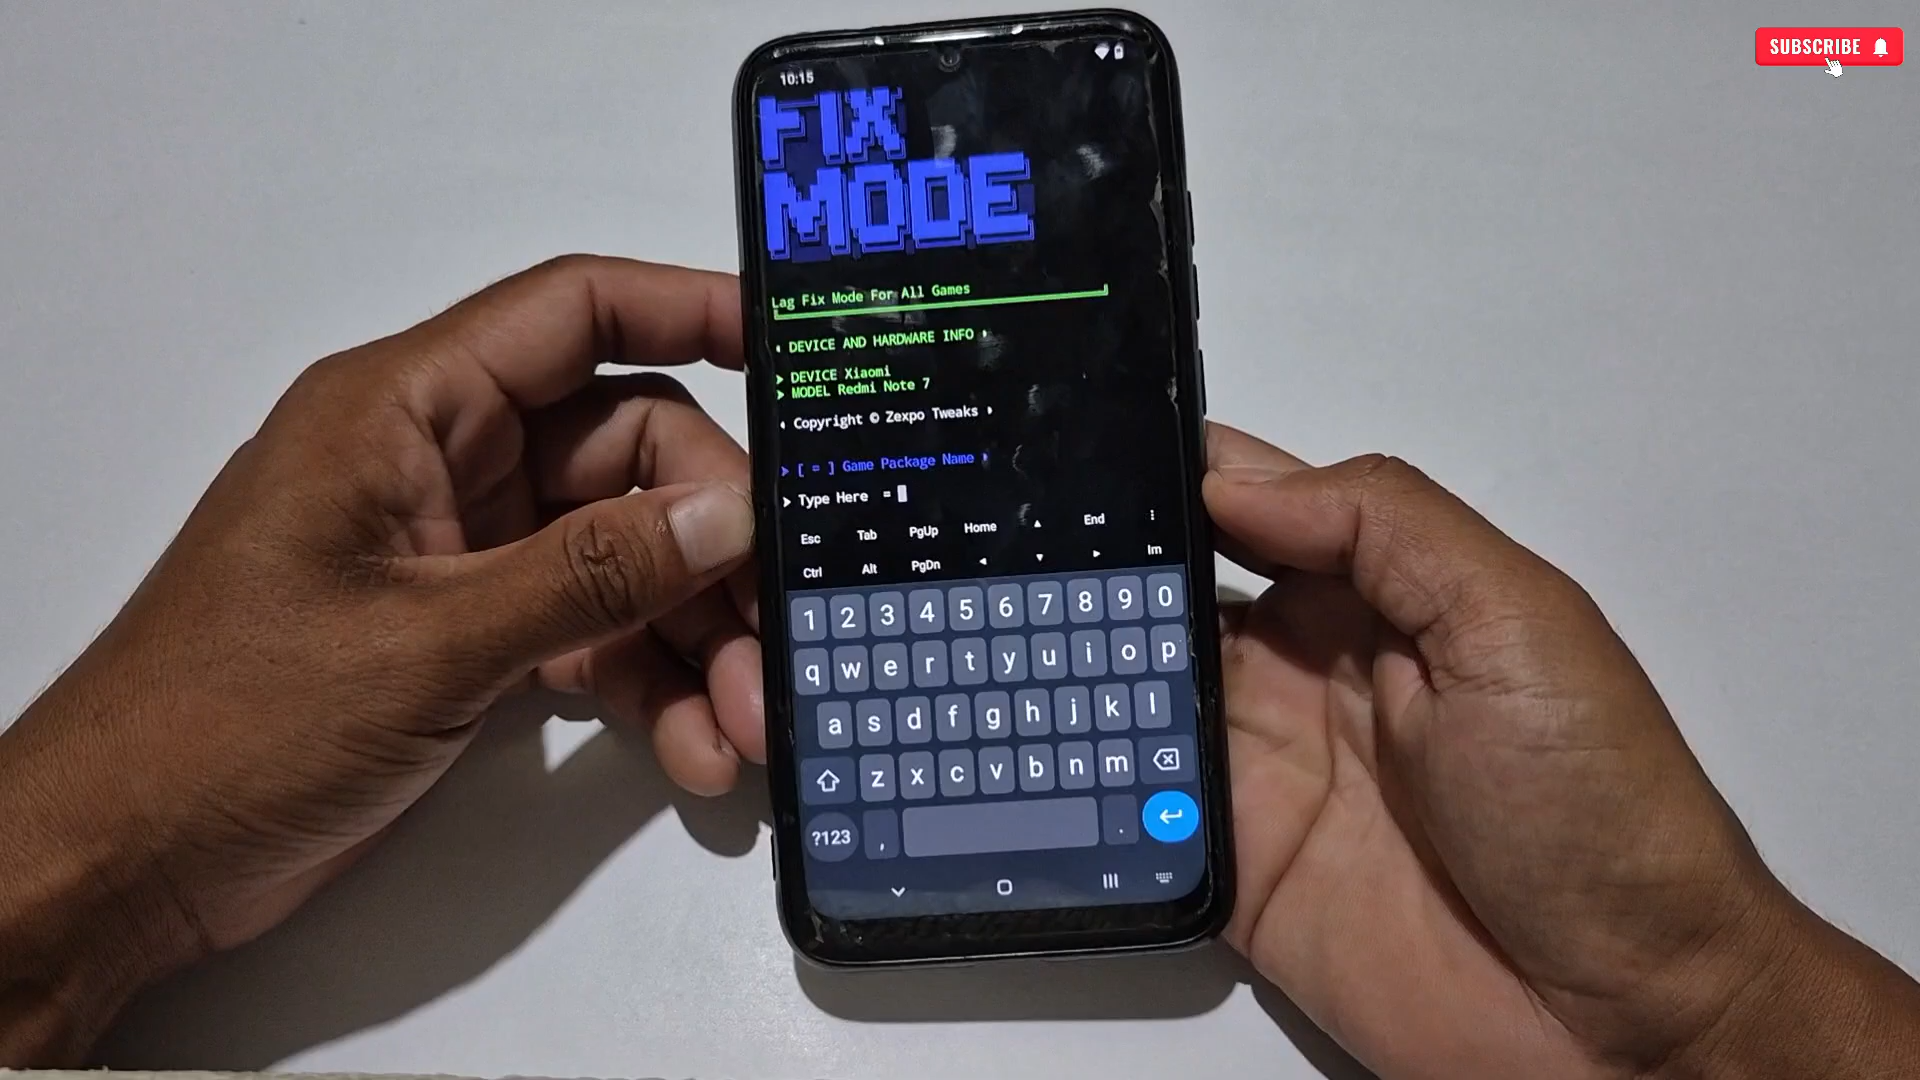 SUBSCRIBE
10:15
FIX
MODE
Lag Fix Mode For All Games
DEVICE AND HARDWARE INFO
> DEVICE Xiaomi
> MODEL Redmi Note 7
Copyright © Zexpo Tweaks
> [ = ] Game Package Name
> Type Here =
Esc Tab PgUp Home ▲ End ⋮
Ctrl Alt PgDn ◄ ▼ ► Im
1 2 3 4 5 6 7 8 9 0
q w e r t y u i o p
a s d f g h j k l
z x c v b n m
?123 , .